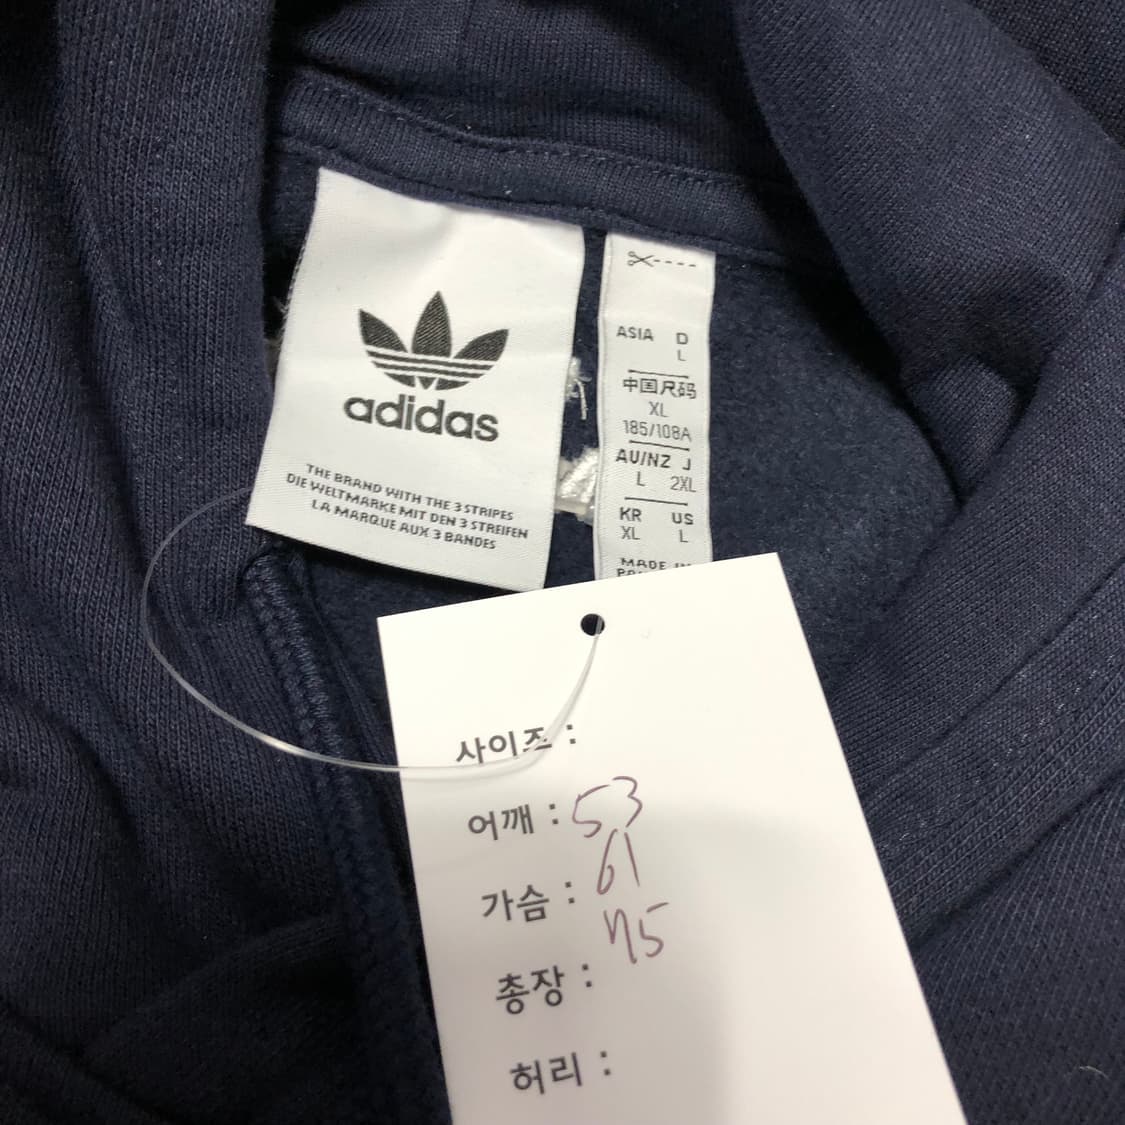 adidas
THE BRAND WITH THE 3 STRIPES
DIE WELTMARKE MIT DEN 3 STREIFEN
LA MARQUE AUX 3 BANDES
ASIA D
L
中国尺码
XL
185/108A
AU/NZ J
L 2XL
KR US
XL L
MADE IN
사이즈 :
어깨 : 53
가슴 : 61
총장 : 75
허리 :